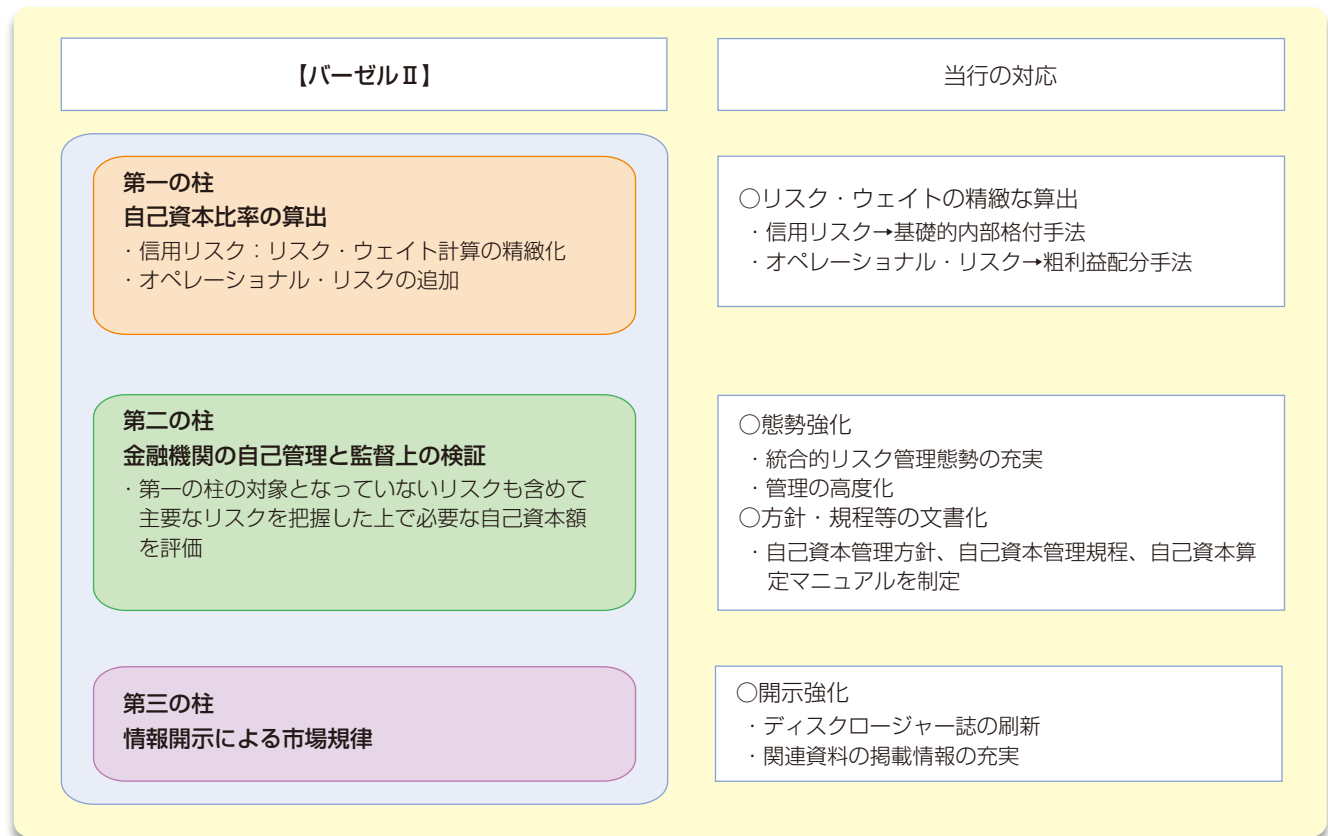 【バーゼルⅡ】
当行の対応
第一の柱
自己資本比率の算出
・信用リスク：リスク・ウェイト計算の精緻化
・オペレーショナル・リスクの追加
○リスク・ウェイトの精緻な算出
・信用リスク→基礎的内部格付手法
・オペレーショナル・リスク→粗利益配分手法
第二の柱
金融機関の自己管理と監督上の検証
・第一の柱の対象となっていないリスクも含めて
主要なリスクを把握した上で必要な自己資本額
を評価
○態勢強化
・統合的リスク管理態勢の充実
・管理の高度化
○方針・規程等の文書化
・自己資本管理方針、自己資本管理規程、自己資本算
定マニュアルを制定
第三の柱
情報開示による市場規律
○開示強化
・ディスクロージャー誌の刷新
・関連資料の掲載情報の充実